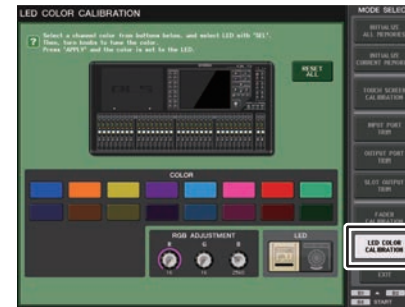 LED COLOR CALIBRATION
MODE SELECT
? Select a channel color from buttons below, and select LED with "SEL".
Then, turn knobs to tune the color.
Press "APPLY" and the color is set to the LED.
RESET
ALL
INITIALIZE
ALL MEMORIES
INITIALIZE
CURRENT MEMORIES
TOUCH SCREEN
CALIBRATION
INPUT PORT
TRIM
OUTPUT PORT
TRIM
SLOT OUTPUT
TRIM
FADER
CALIBRATION
LED COLOR
CALIBRATION
EXIT
START
COLOR
RGB ADJUSTMENT
R
G
B
LED